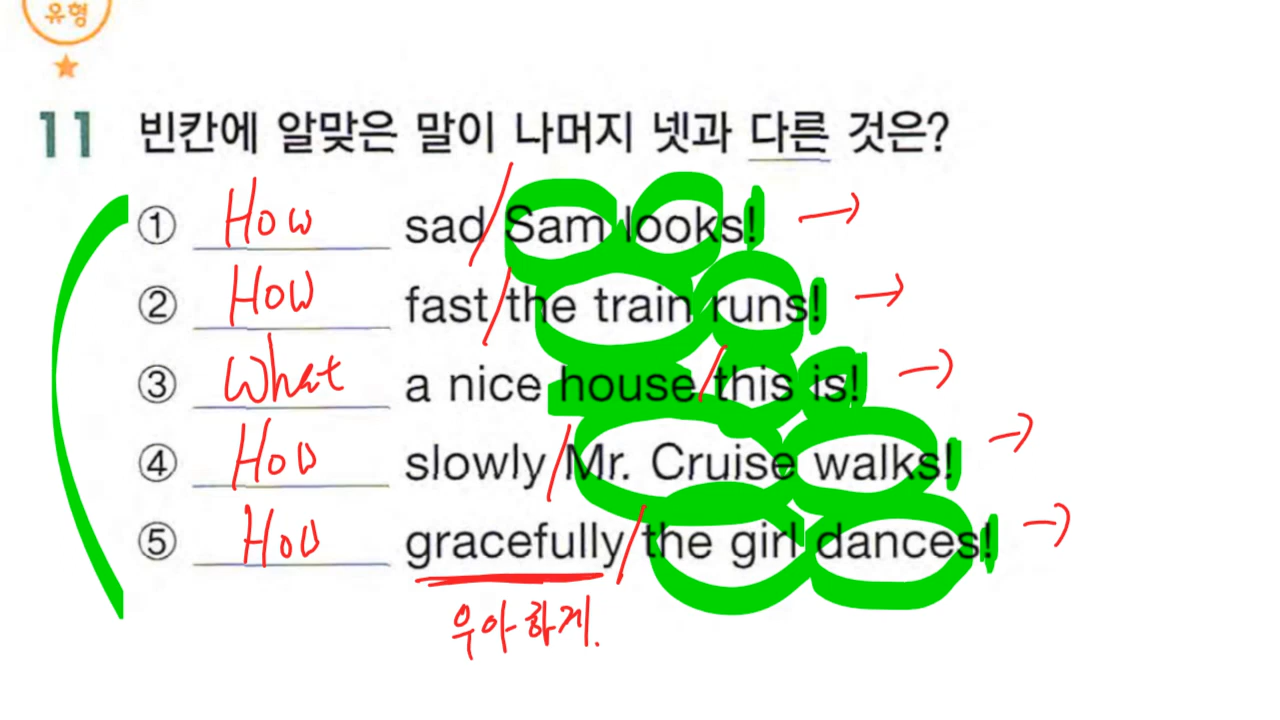 유형
11 빈칸에 알맞은 말이 나머지 넷과 다른 것은?
① How sad / Sam looks! →
② How fast / the train runs! →
③ What a nice house / this is! →
④ How slowly / Mr. Cruise walks! →
⑤ How gracefully / the girl dances! →
우아하게.